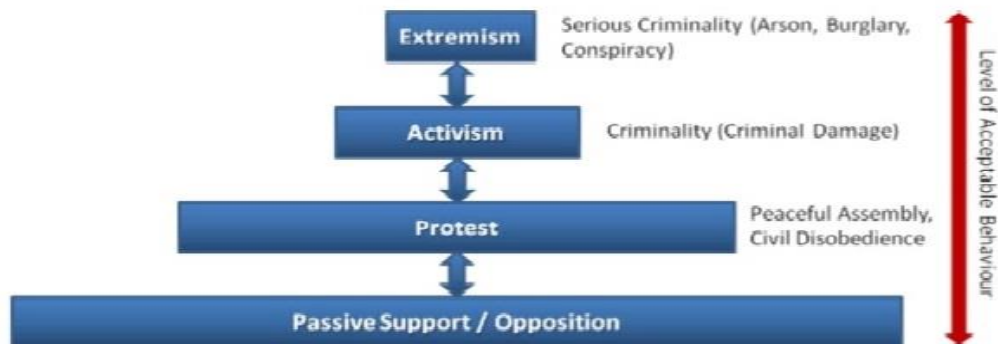 Extremism
Serious Criminality (Arson, Burglary,
Conspiracy)
Activism
Criminality (Criminal Damage)
Protest
Peaceful Assembly,
Civil Disobedience
Passive Support / Opposition
Level of Acceptable Behaviour